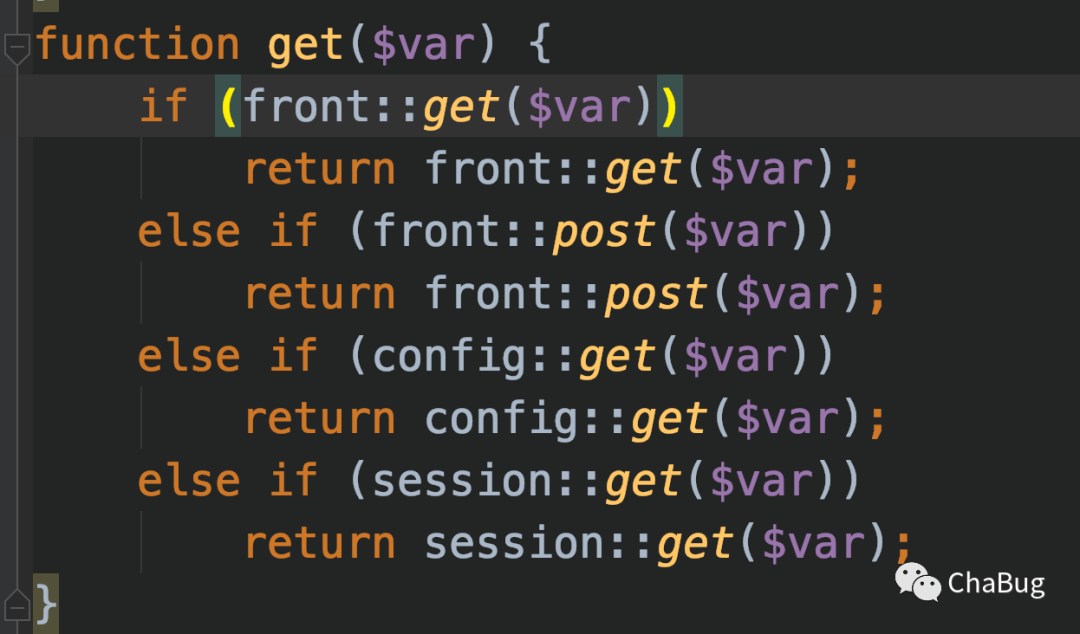 function get($var) {
if (front::get($var))
return front::get($var);
else if (front::post($var))
return front::post($var);
else if (config::get($var))
return config::get($var);
else if (session::get($var))
return session::get($var);
}
ChaBug